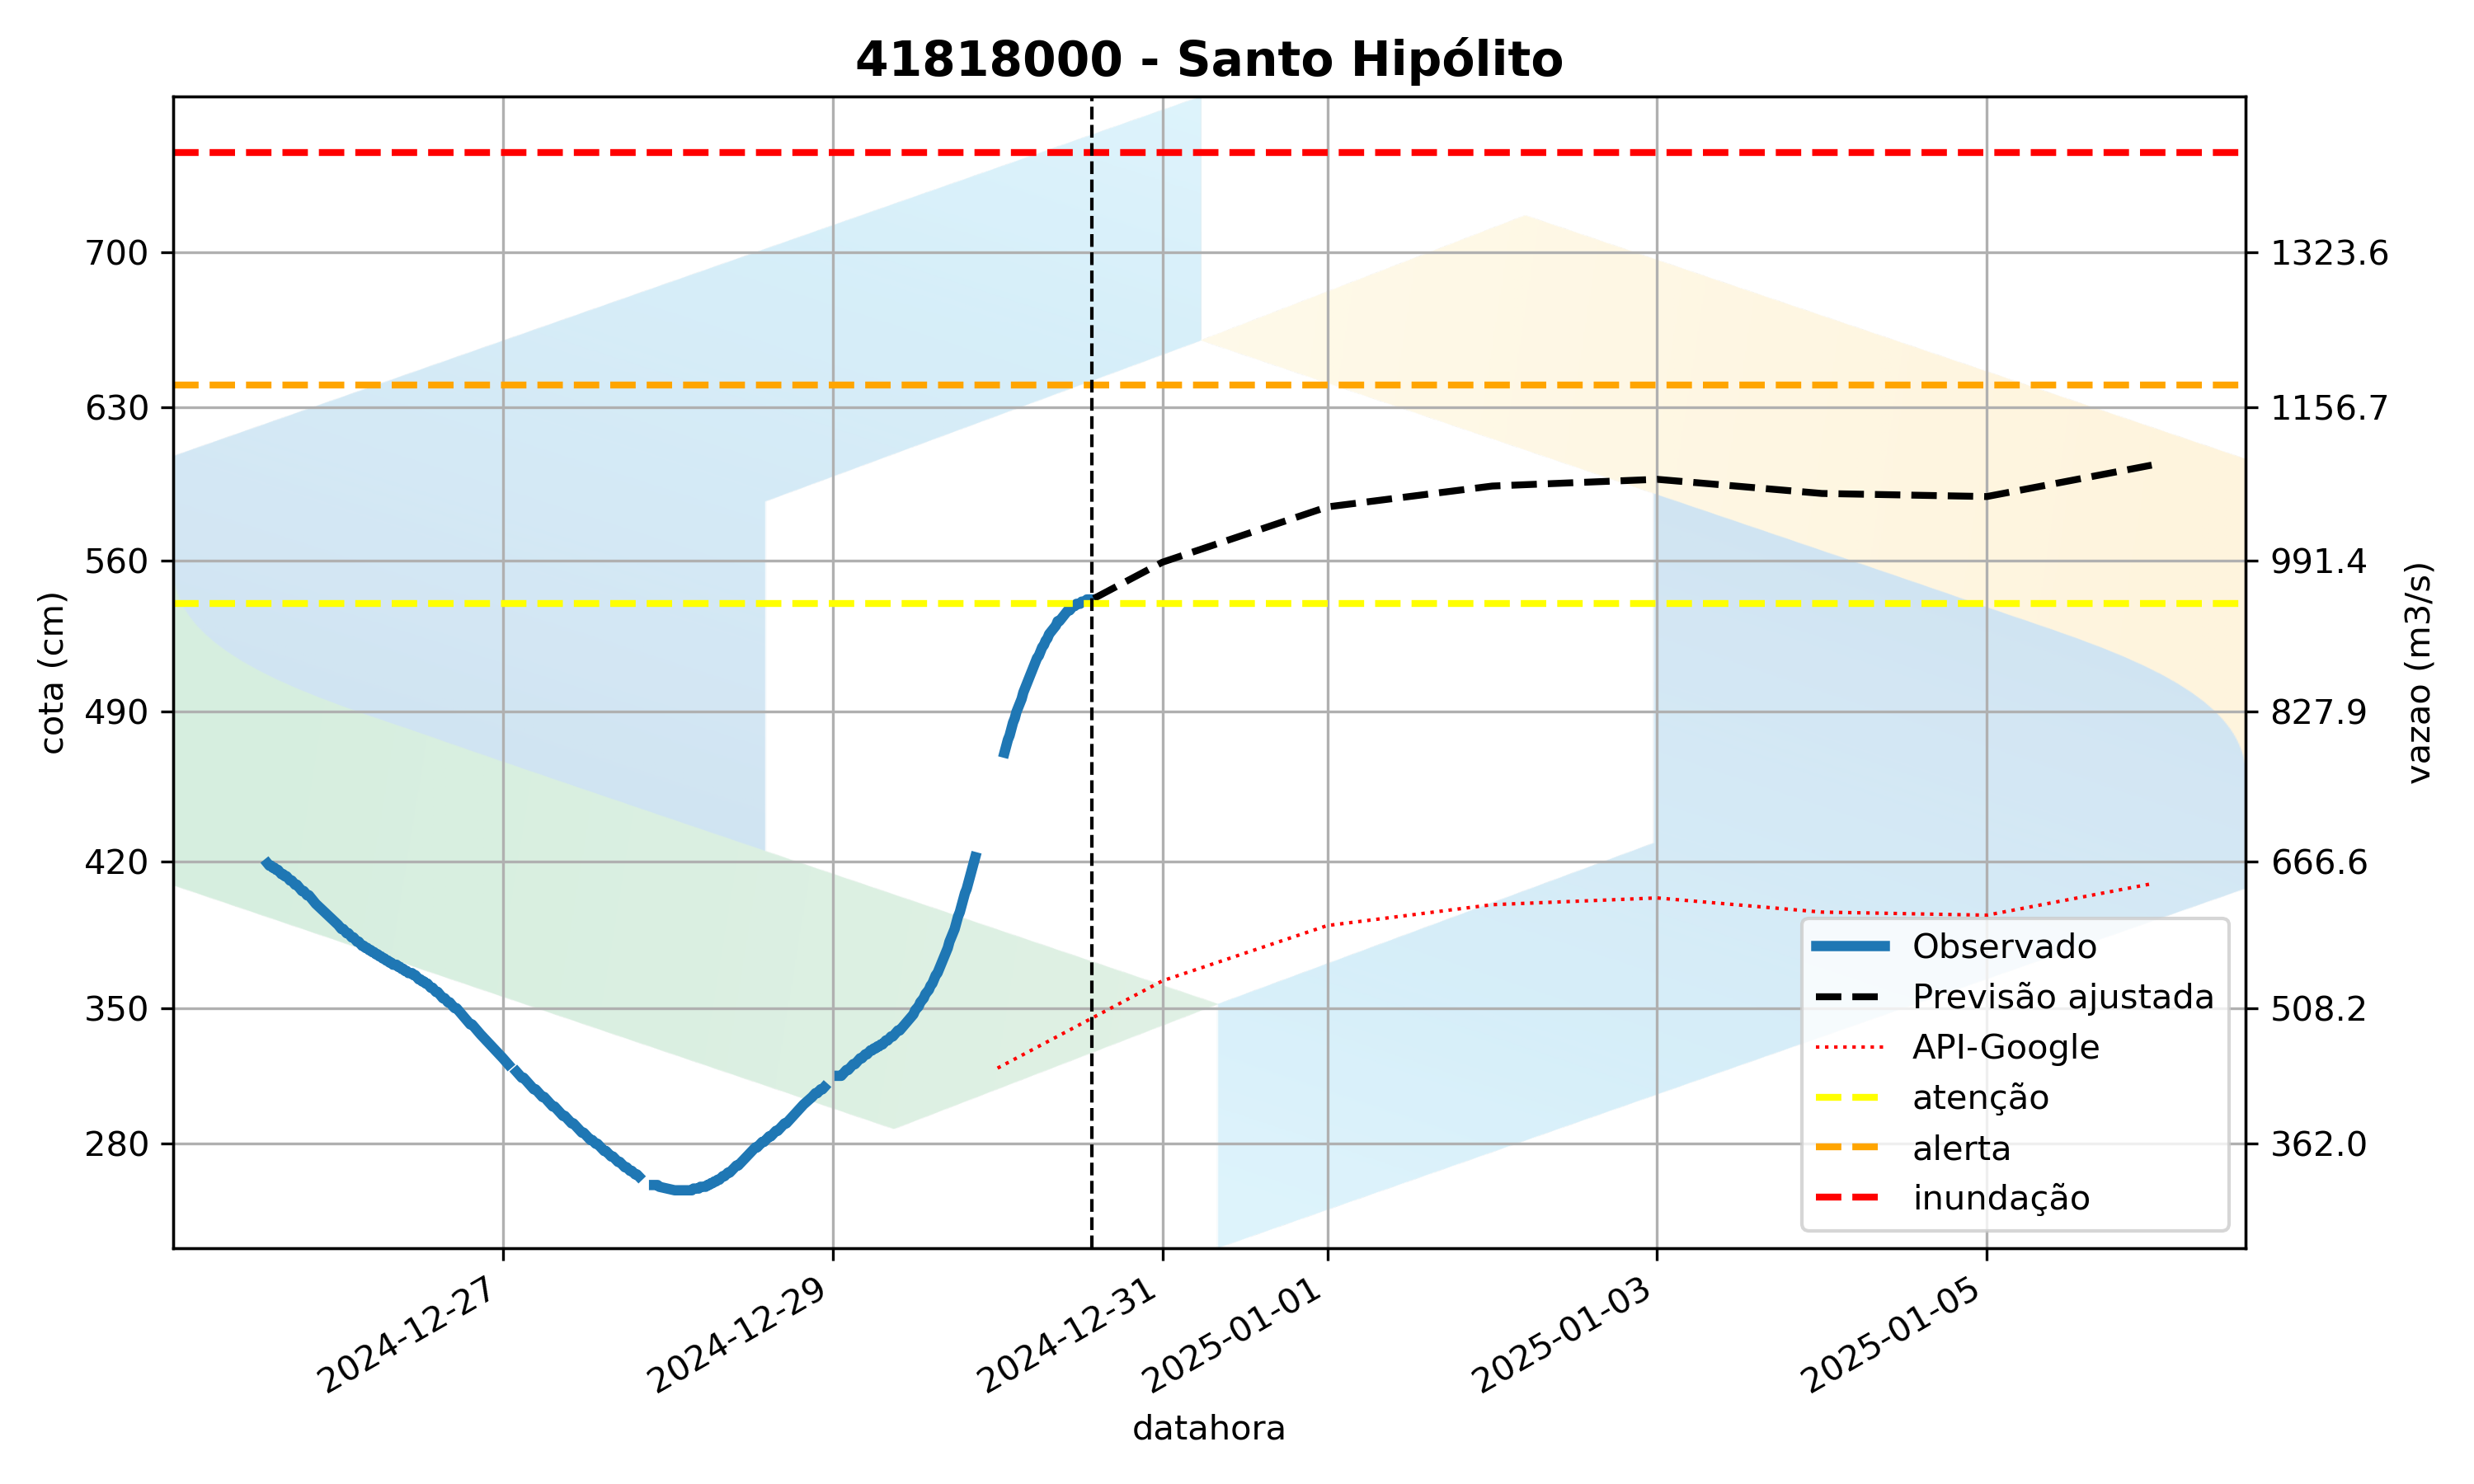 41818000 - Santo Hipólito
cota (cm)
700
630
560
490
420
350
280
1323.6
1156.7
991.4
827.9
666.6
508.2
362.0
vazao (m3/s)
Observado
Previsão ajustada
API-Google
atenção
alerta
inundação
2024-12-27
2024-12-29
2024-12-31
2025-01-01
2025-01-03
2025-01-05
datahora